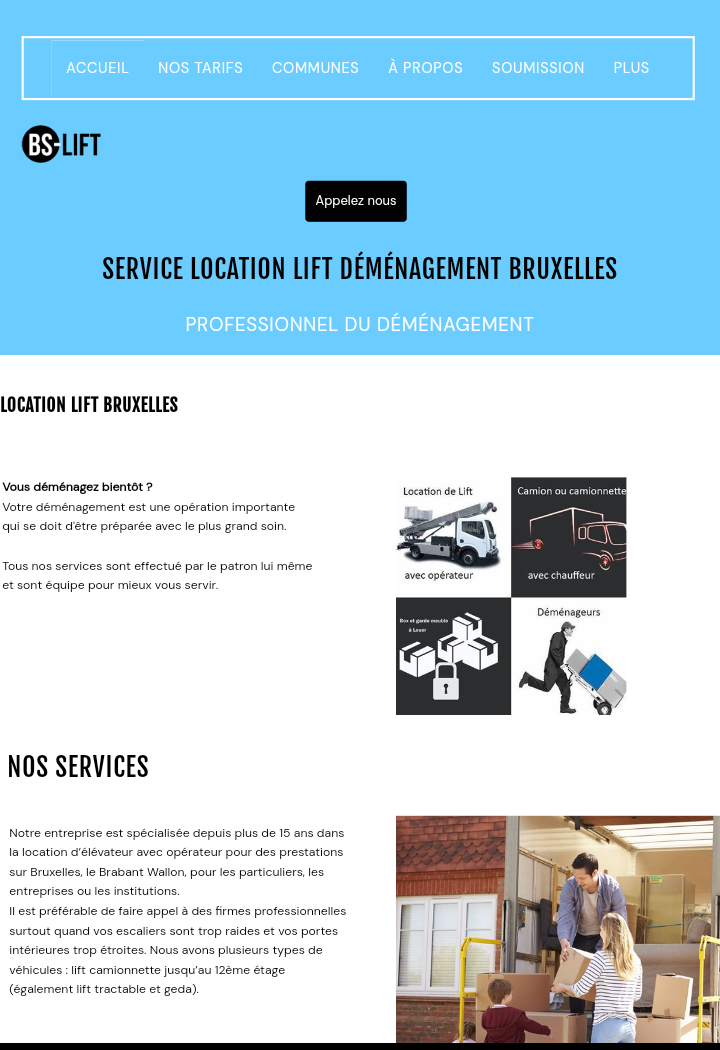 ACCUEIL NOS TARIFS COMMUNES À PROPOS SOUMISSION PLUS
BS-LIFT
Appelez nous
SERVICE LOCATION LIFT DÉMÉNAGEMENT BRUXELLES
PROFESSIONNEL DU DÉMÉNAGEMENT
LOCATION LIFT BRUXELLES
Vous déménagez bientôt ?
Votre déménagement est une opération importante
qui se doit d'être préparée avec le plus grand soin.
Tous nos services sont effectué par le patron lui même
et sont équipe pour mieux vous servir.
Location de Lift
avec opérateur
Camion ou camionnette
avec chauffeur
Box et garde meuble
à Louer
Déménageurs
NOS SERVICES
Notre entreprise est spécialisée depuis plus de 15 ans dans
la location d’élévateur avec opérateur pour des prestations
sur Bruxelles, le Brabant Wallon, pour les particuliers, les
entreprises ou les institutions.
Il est préférable de faire appel à des firmes professionnelles
surtout quand vos escaliers sont trop raides et vos portes
intérieures trop étroites. Nous avons plusieurs types de
véhicules : lift camionnette jusqu’au 12ème étage
(également lift tractable et geda).